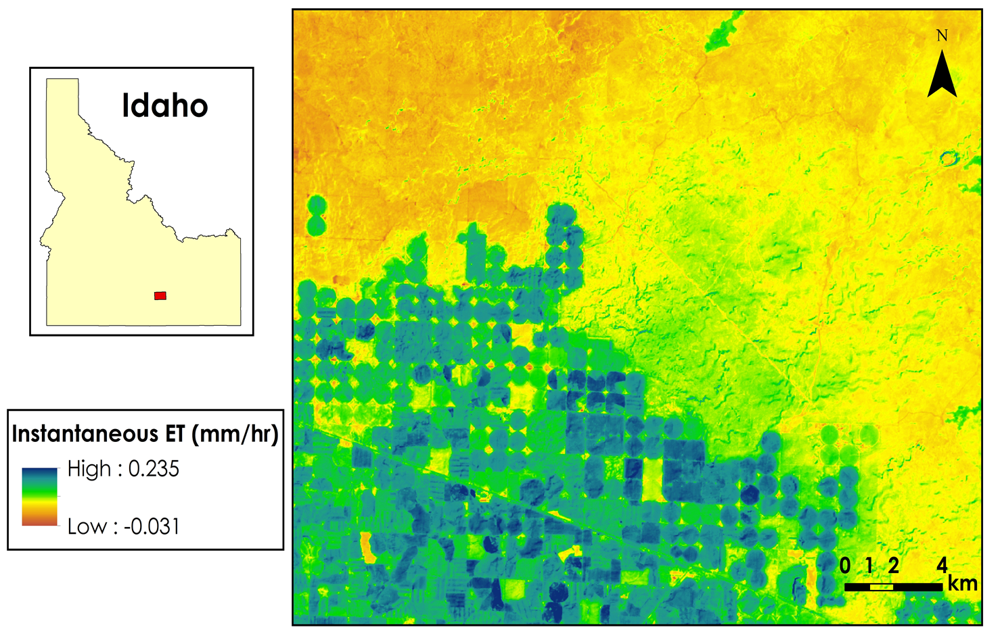 Idaho
Instantaneous ET (mm/hr)
High : 0.235
Low : -0.031
N
0 1 2 4
km